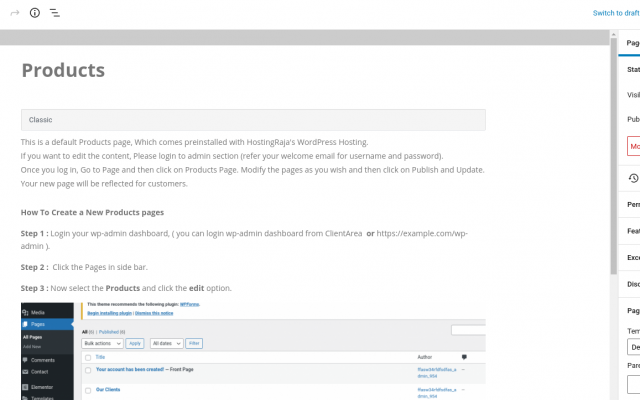 Switch to draft
Page
Products
Classic
This is a default Products page, Which comes preinstalled with HostingRaja's WordPress Hosting.
If you want to edit the content, Please login to admin section (refer your welcome email for username and password).
Once you log in, Go to Page and then click on Products Page. Modify the pages as you wish and then click on Publish and Update.
Your new page will be reflected for customers.
How To Create a New Products pages
Step 1 : Login your wp-admin dashboard, ( you can login wp-admin dashboard from ClientArea or https://example.com/wp-
admin ).
Step 2 : Click the Pages in side bar.
Step 3 : Now select the Products and click the edit option.
Media
Pages
All Pages
Add New
Comments
Contact
Elementor
Templates
This theme recommends the following plugin: WPForms.
Begin installing plugin | Dismiss this notice
All (6) | Published (6)
Bulk actions
Apply
All dates
Filter
Title
Author
Your account has been created! — Front Page
Our Clients
Stat
Visi
Pub
Mo
Perm
Feat
Exce
Disc
Page
Tem
De
Pare